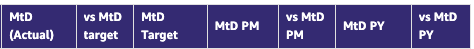 MtD (Actual)
vs MtD target
MtD Target
MtD PM
vs MtD PM
MtD PY
vs MtD PY